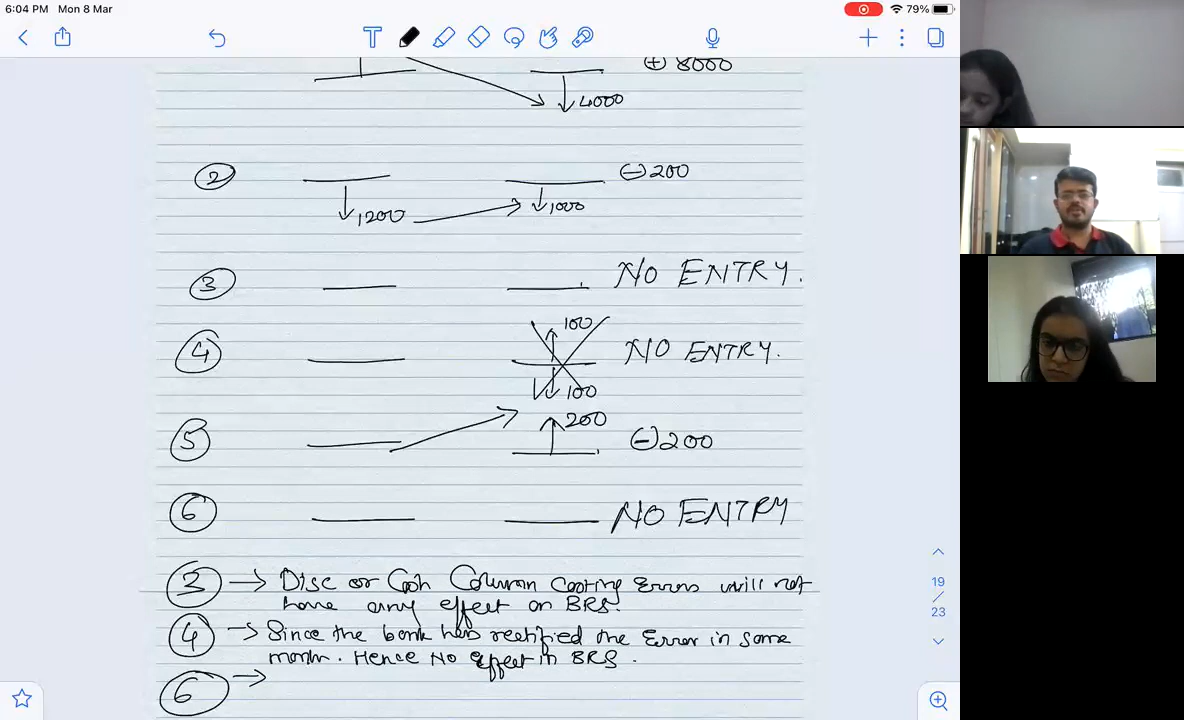 6:04 PM Mon 8 Mar
79%
⊕ 8000
↓4000
② ↓1200 ↓1000 ⊖200
③ NO ENTRY.
100
④ NO ENTRY.
↓100
⑤ ↑200 ⊖200
⑥ NO ENTRY
③ → Disc or Cash Column Casting Errors will not
have any effect on BRS.
④ → Since the bank has rectified the Error in same
month. Hence No effect in BRS.
⑥ →
19
/
23